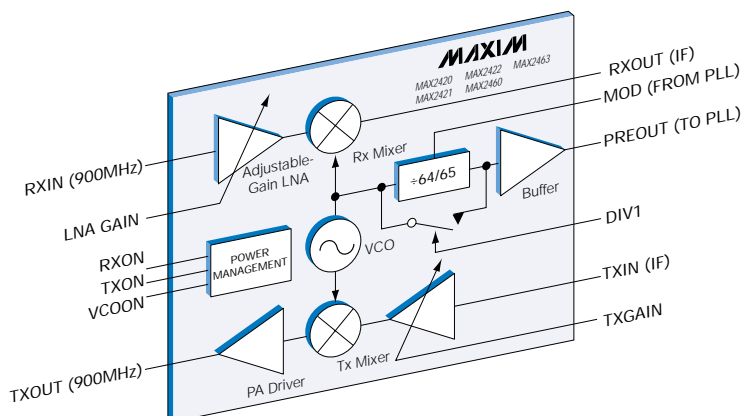 MAXIM
MAX2420 MAX2422 MAX2463
MAX2421 MAX2460
RXOUT (IF)
MOD (FROM PLL)
PREOUT (TO PLL)
RXIN (900MHz)
Adjustable-
Gain LNA
Rx Mixer
÷64/65
Buffer
LNA GAIN
DIV1
RXON
TXON
VCOON
POWER
MANAGEMENT
VCO
TXIN (IF)
TXGAIN
Tx Mixer
PA Driver
TXOUT (900MHz)